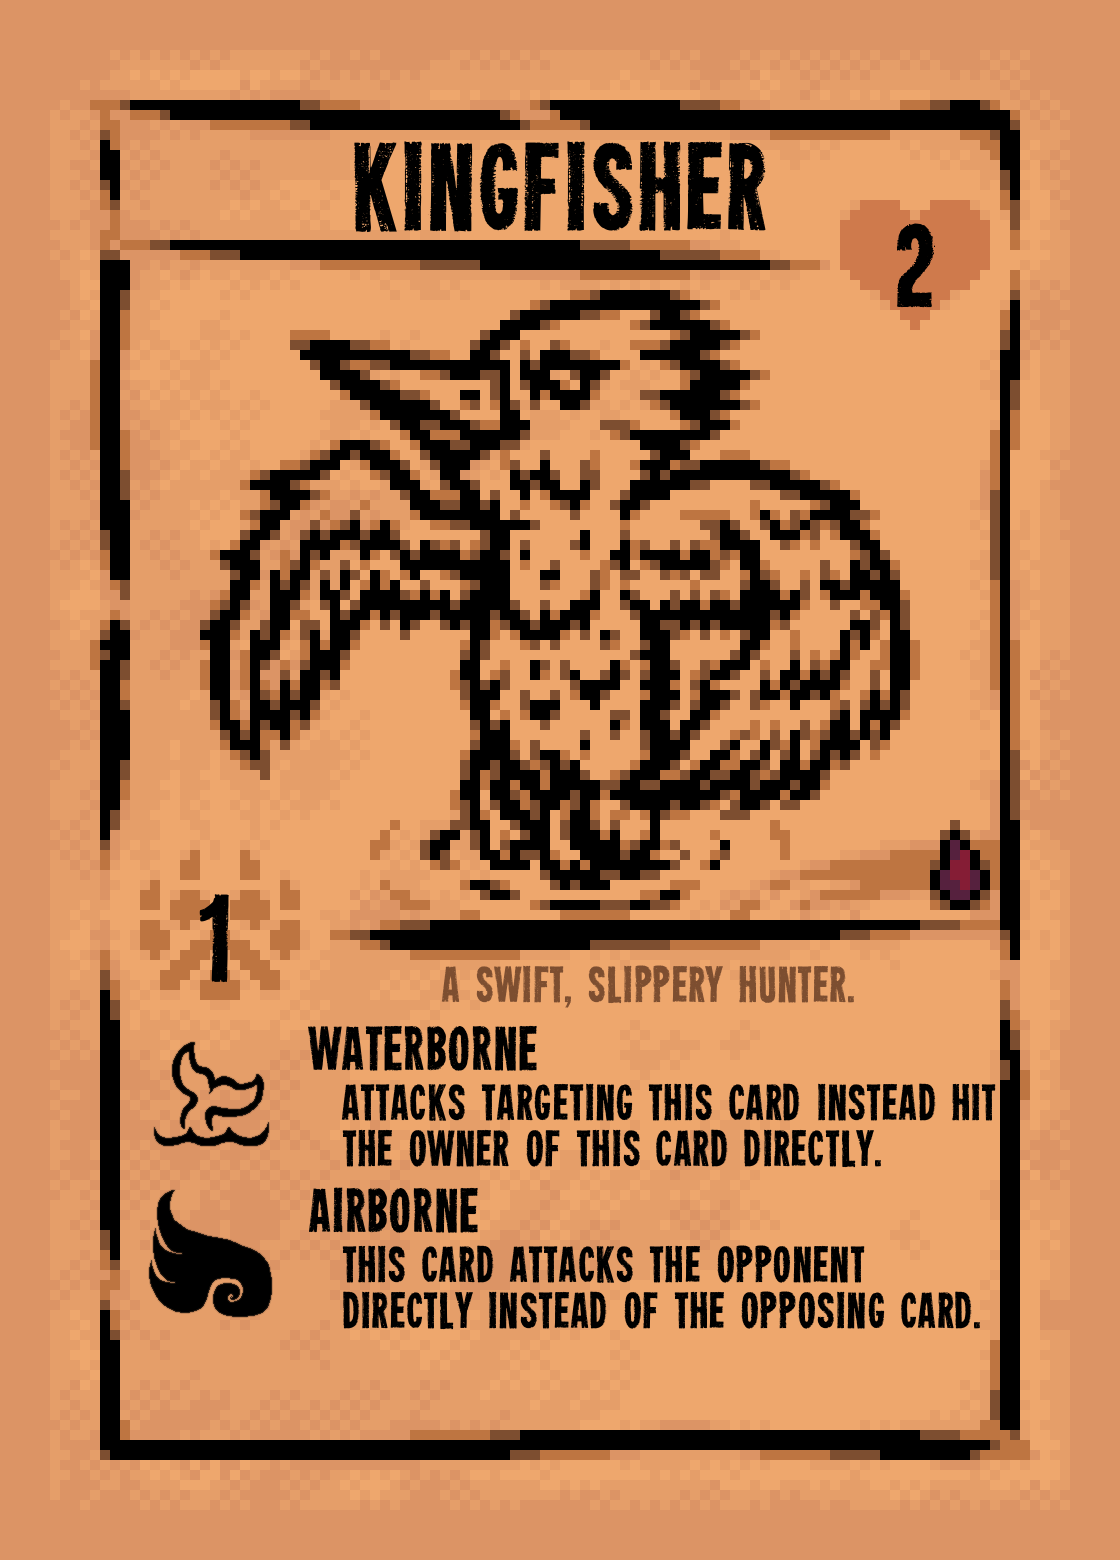 KINGFISHER
2
1
A SWIFT, SLIPPERY HUNTER.
WATERBORNE
ATTACKS TARGETING THIS CARD INSTEAD HIT
THE OWNER OF THIS CARD DIRECTLY.
AIRBORNE
THIS CARD ATTACKS THE OPPONENT
DIRECTLY INSTEAD OF THE OPPOSING CARD.